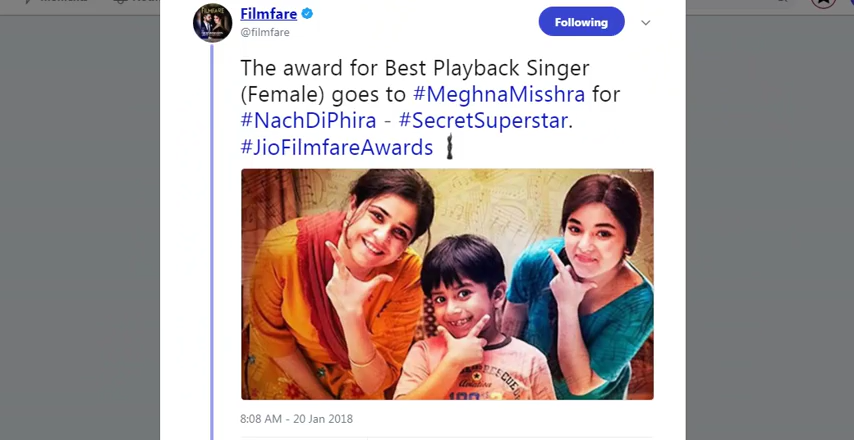 Filmfare
@filmfare
Following
The award for Best Playback Singer
(Female) goes to #MeghnaMisshra for
#NachDiPhira - #SecretSuperstar.
#JioFilmfareAwards
8:08 AM - 20 Jan 2018